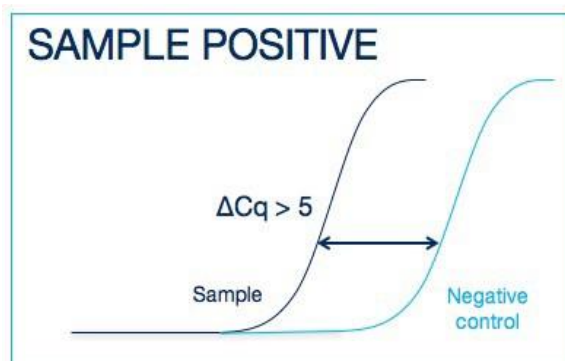 SAMPLE POSITIVE
ΔCq > 5
Sample
Negative
control